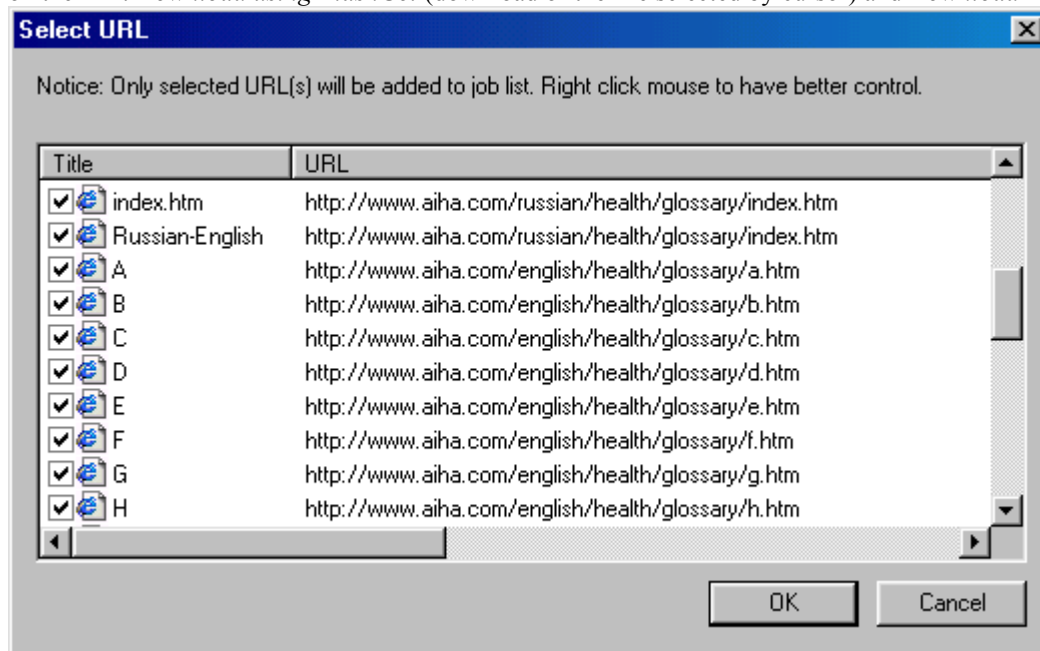 Select URL
Notice: Only selected URL(s) will be added to job list. Right click mouse to have better control.
Title URL
index.htm http://www.aiha.com/russian/health/glossary/index.htm
Russian-English http://www.aiha.com/russian/health/glossary/index.htm
A http://www.aiha.com/english/health/glossary/a.htm
B http://www.aiha.com/english/health/glossary/b.htm
C http://www.aiha.com/english/health/glossary/c.htm
D http://www.aiha.com/english/health/glossary/d.htm
E http://www.aiha.com/english/health/glossary/e.htm
F http://www.aiha.com/english/health/glossary/f.htm
G http://www.aiha.com/english/health/glossary/g.htm
H http://www.aiha.com/english/health/glossary/h.htm
OK Cancel